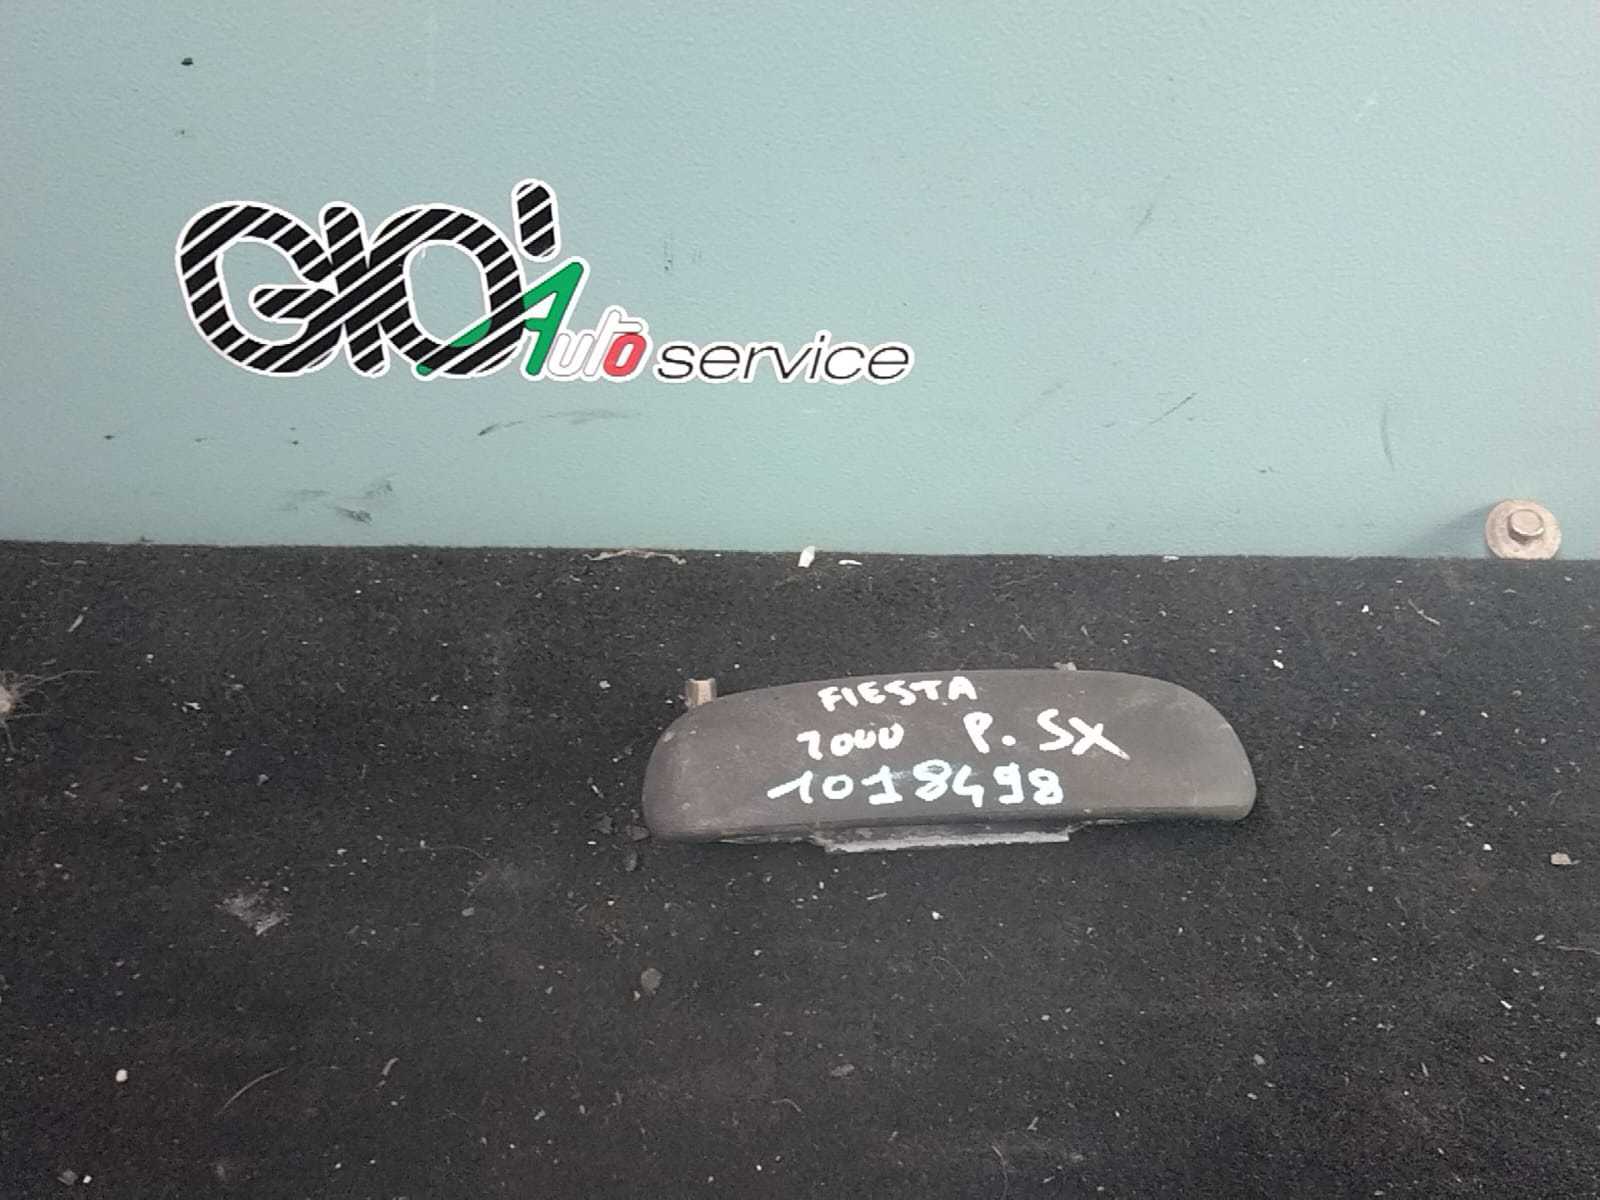 GIO' Auto service
FIESTA
2000 P. SX
1018498